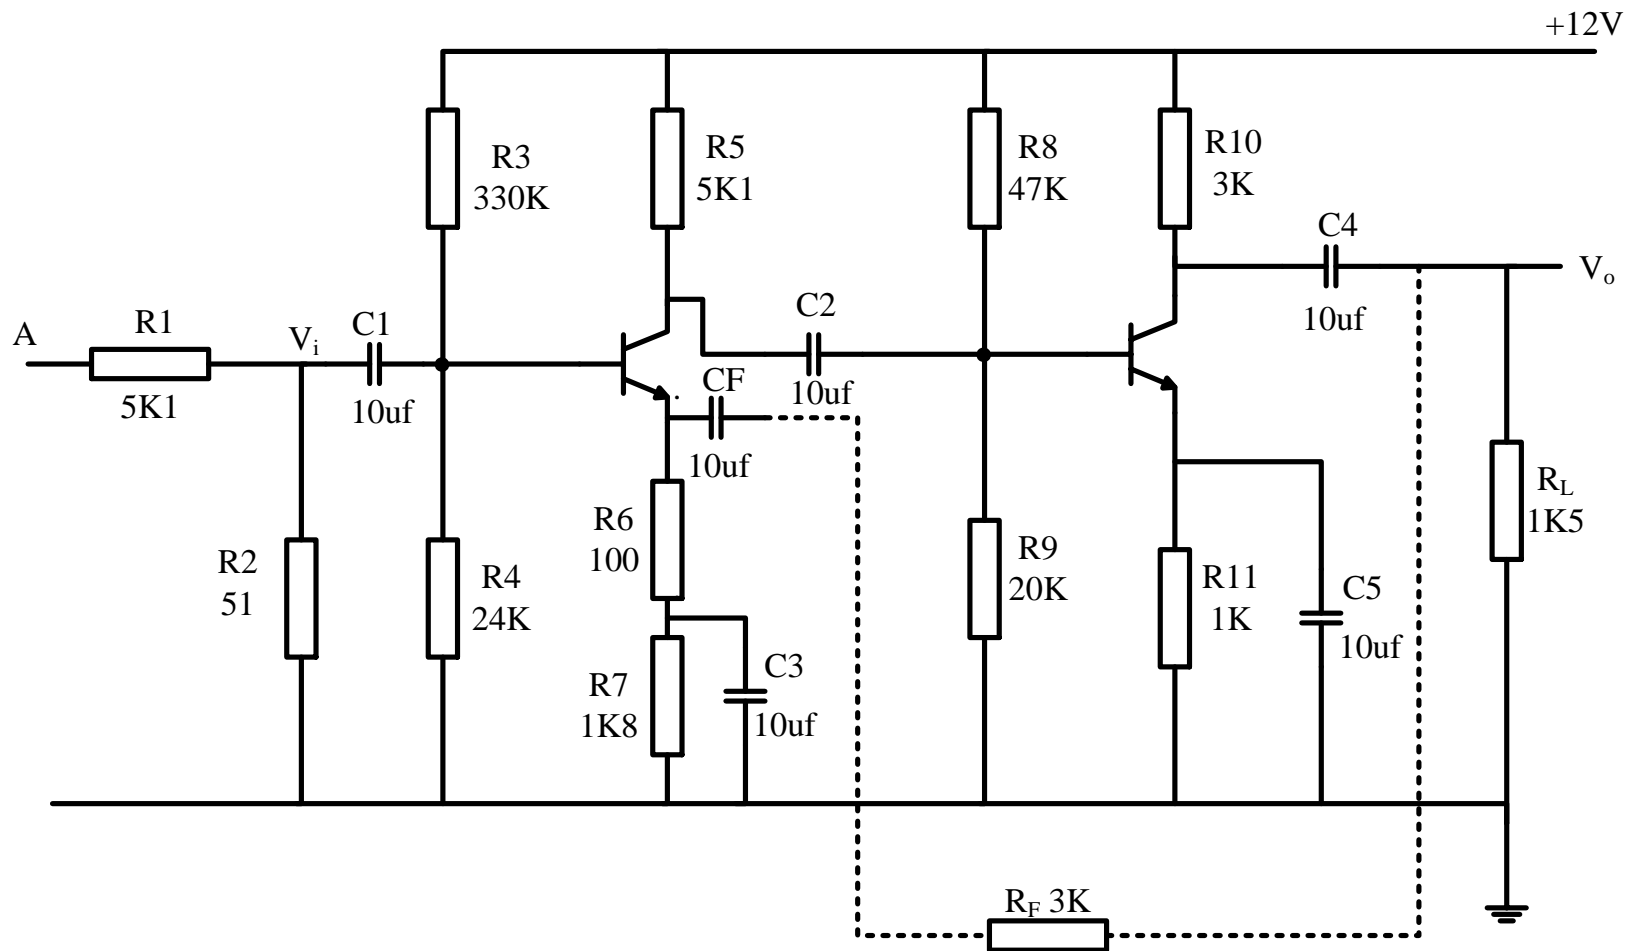 +12V
R3
330K
R5
5K1
R8
47K
R10
3K
C4
10uf
Vₒ
A
R1
5K1
Vᵢ
C1
10uf
C2
10uf
CF
10uf
R2
51
R4
24K
R6
100
R7
1K8
C3
10uf
R9
20K
R11
1K
C5
10uf
R_L
1K5
R_F 3K